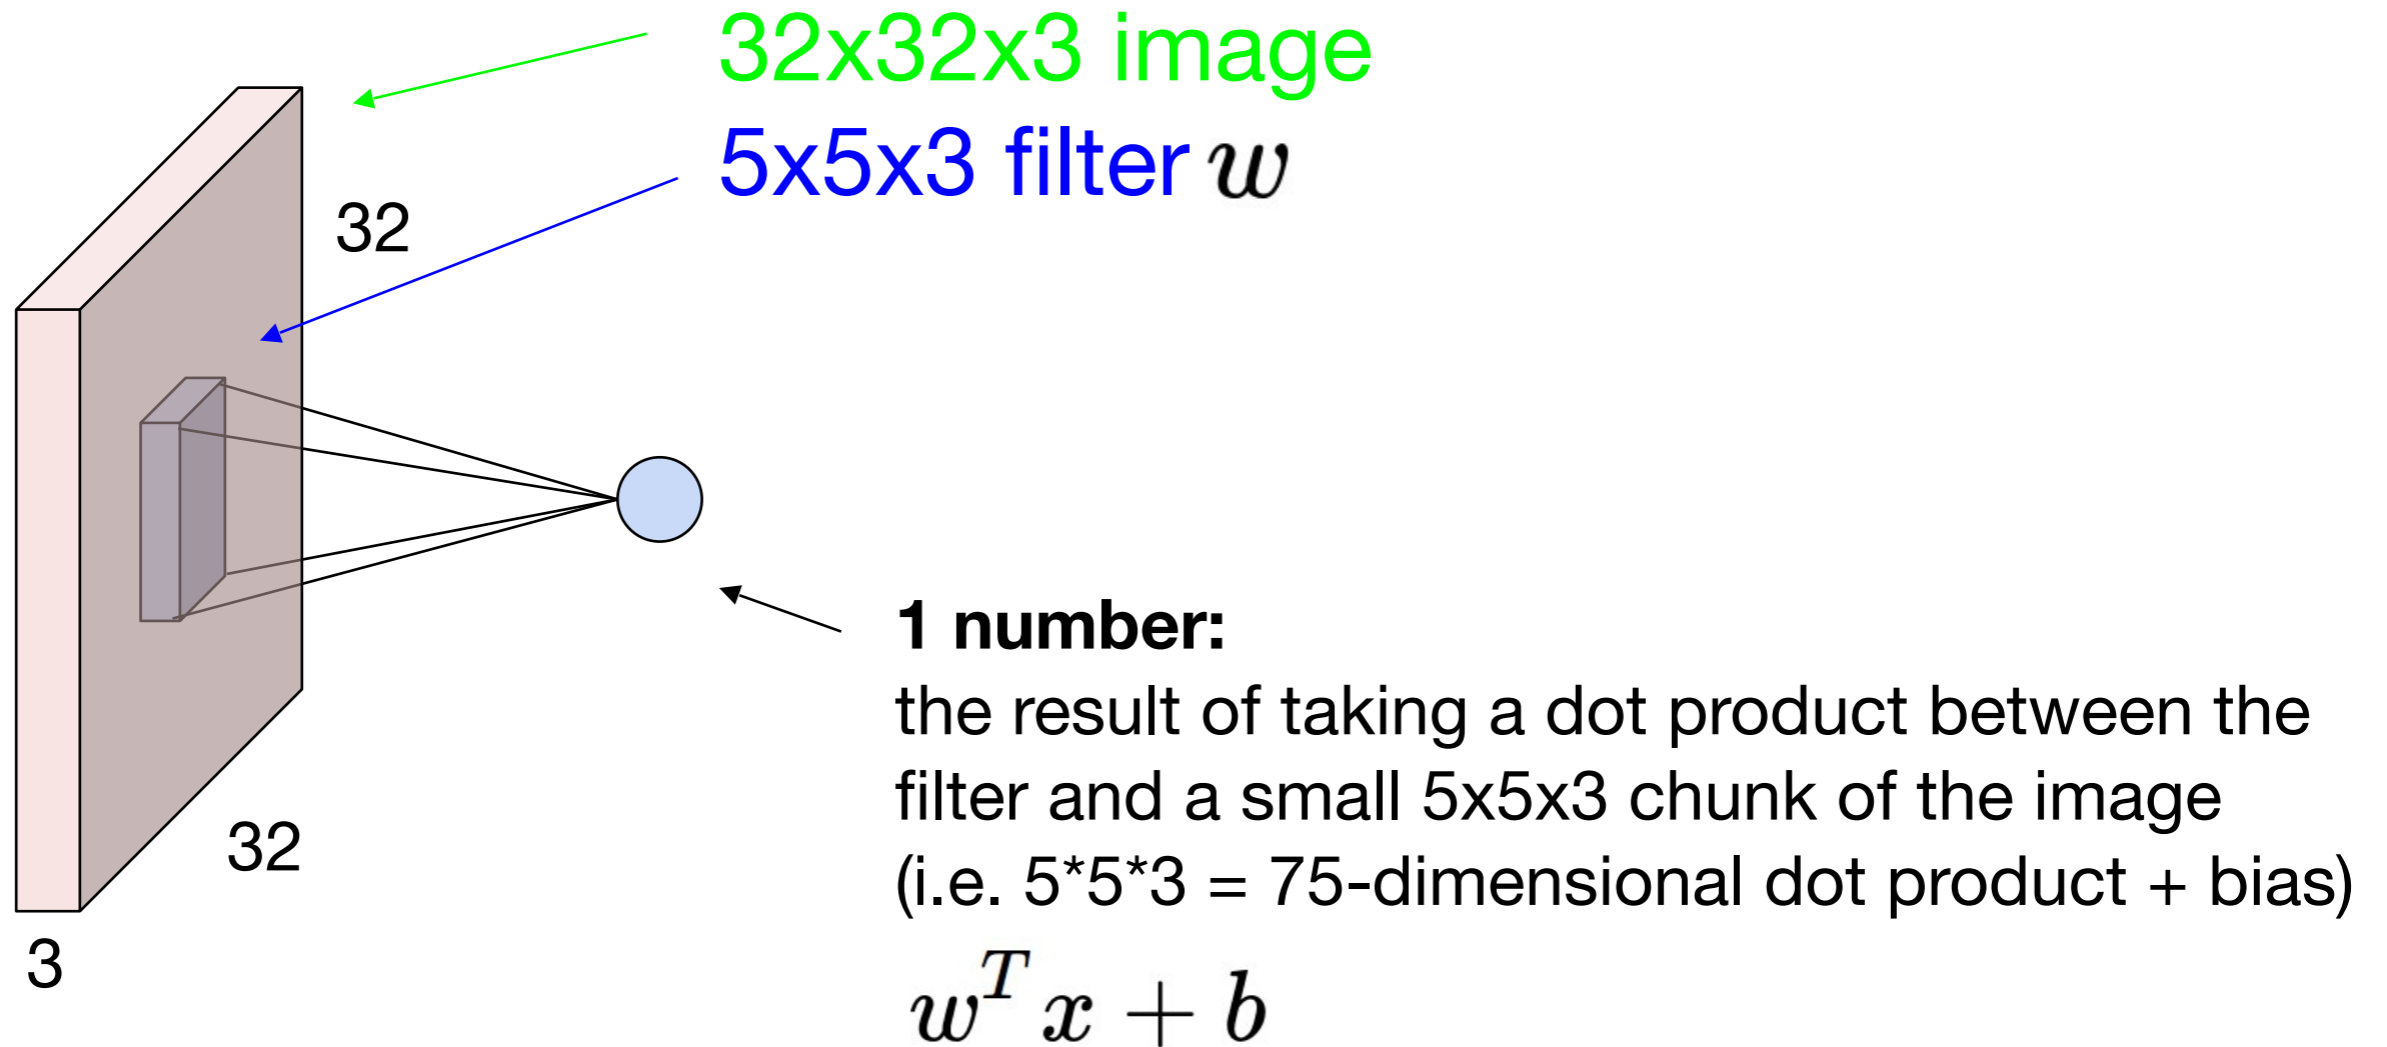 32x32x3 image
5x5x3 filter w
32
32
3
1 number:
the result of taking a dot product between the
filter and a small 5x5x3 chunk of the image
(i.e. 5*5*3 = 75-dimensional dot product + bias)
w^T x + b